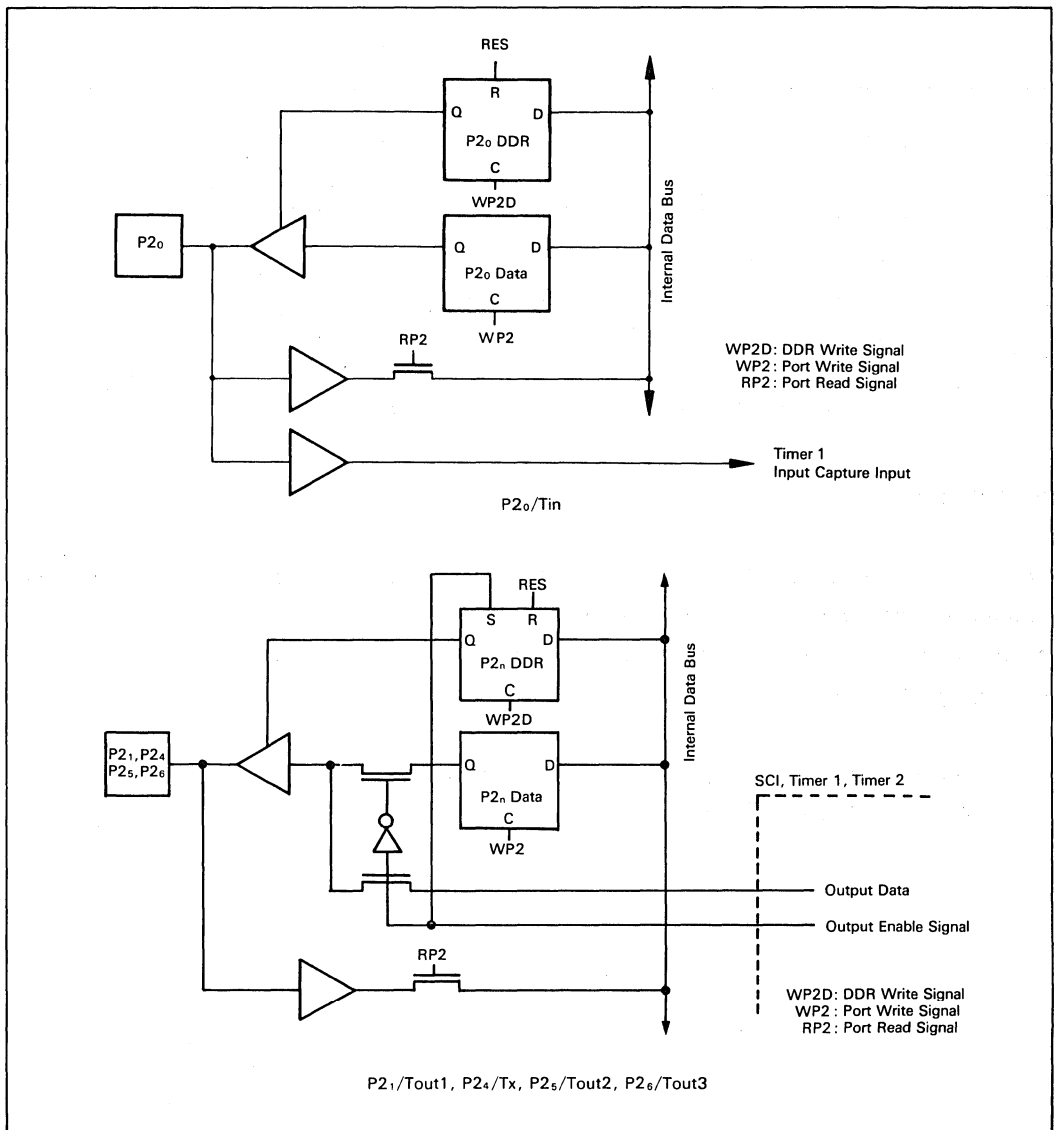 RES
R
Q
D
P2₀ DDR
C
WP2D
P2₀
Q
D
P2₀ Data
C
WP2
RP2
Internal Data Bus
WP2D: DDR Write Signal
WP2: Port Write Signal
RP2: Port Read Signal
Timer 1
Input Capture Input
P2₀/Tin
RES
S
R
Q
D
P2ₙ DDR
C
WP2D
Internal Data Bus
P2₁, P2₄
P2₅, P2₆
Q
D
P2ₙ Data
C
WP2
SCI, Timer 1, Timer 2
Output Data
Output Enable Signal
RP2
WP2D: DDR Write Signal
WP2: Port Write Signal
RP2: Port Read Signal
P2₁/Tout1, P2₄/Tx, P2₅/Tout2, P2₆/Tout3